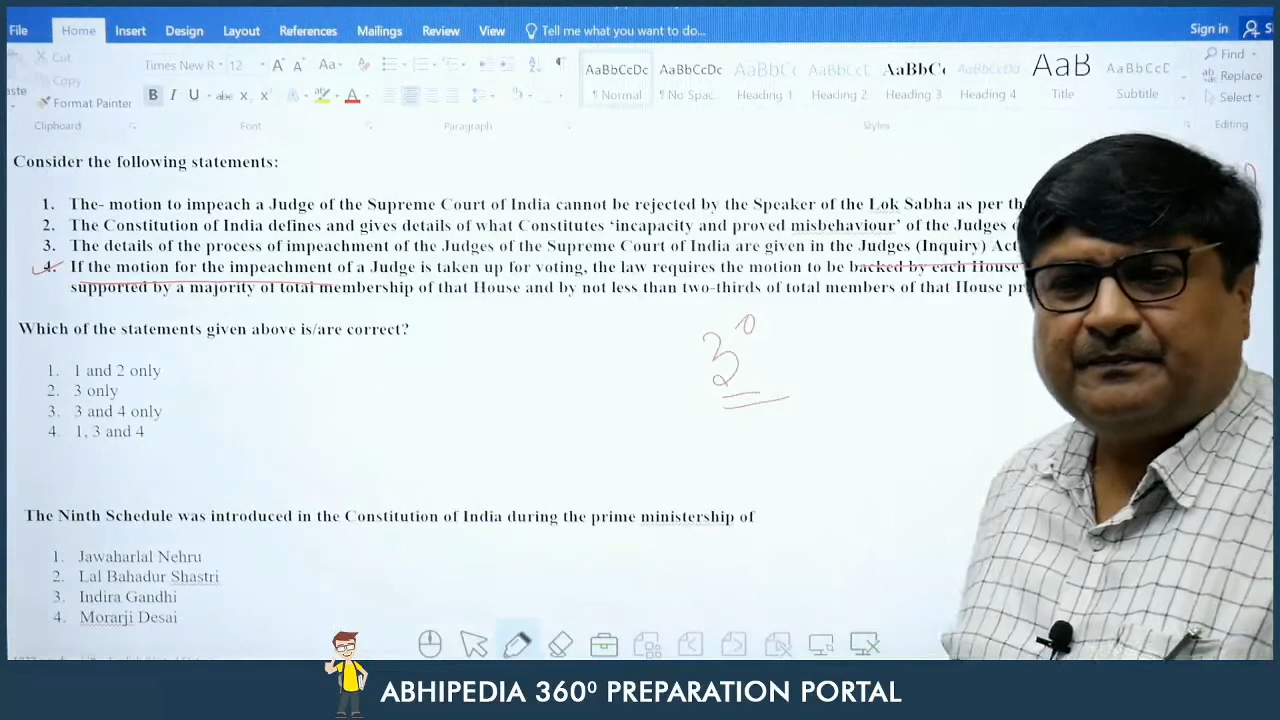 File Home Insert Design Layout References Mailings Review View Tell me what you want to do... Sign in
Cut Times New R 12 Aa Find
Copy AaBbCcDc AaBbCcDc AaBbC AaBbCcC AaBbCc AaBbCcDd AaB AaBbCcD Replace
Format Painter B I U abc x x A ¶ Normal ¶ No Spac... Heading 1 Heading 2 Heading 3 Heading 4 Title Subtitle Select
Clipboard Font Paragraph Styles Editing
Consider the following statements:
1. The- motion to impeach a Judge of the Supreme Court of India cannot be rejected by the Speaker of the Lok Sabha as per
2. The Constitution of India defines and gives details of what Constitutes ‘incapacity and proved misbehaviour’ of the Judges
3. The details of the process of impeachment of the Judges of the Supreme Court of India are given in the Judges (Inquiry) Act
4. If the motion for the impeachment of a Judge is taken up for voting, the law requires the motion to be backed by each House
supported by a majority of total membership of that House and by not less than two-thirds of total members of that House
Which of the statements given above is/are correct?
3
1. 1 and 2 only
2. 3 only
3. 3 and 4 only
4. 1, 3 and 4
The Ninth Schedule was introduced in the Constitution of India during the prime ministership of
1. Jawaharlal Nehru
2. Lal Bahadur Shastri
3. Indira Gandhi
4. Morarji Desai
ABHIPEDIA 360⁰ PREPARATION PORTAL